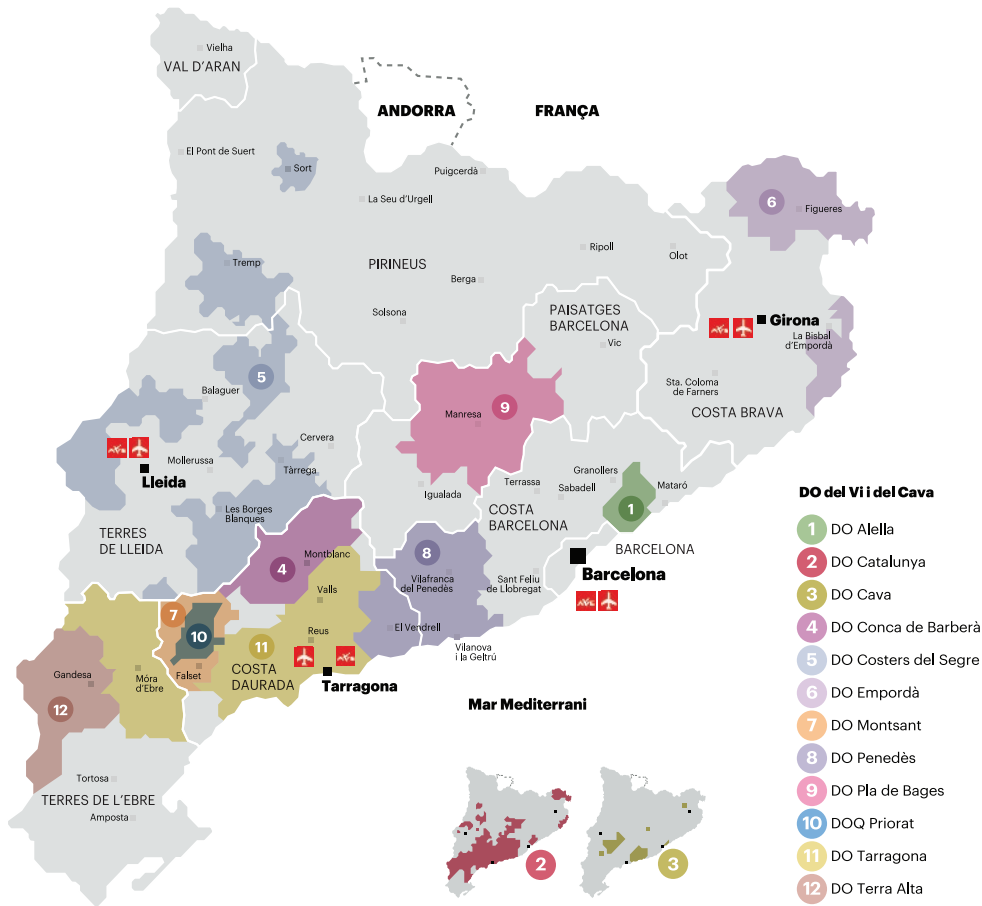 Vielha
VAL D'ARAN
ANDORRA
FRANÇA
El Pont de Suert
Sort
Puigcerdà
La Seu d'Urgell
6
Figueres
Ripoll
Olot
Tremp
PIRINEUS
Berga
Solsona
PAISATGES
BARCELONA
Vic
Girona
La Bisbal
d'Empordà
5
Balaguer
Sta. Coloma
de Farners
COSTA BRAVA
9
Manresa
Cervera
Mollerussa
Tàrrega
Lleida
Igualada
Granollers
Terrassa
Sabadell
Mataró
Les Borges
Blanques
1
COSTA
BARCELONA
TERRES
DE LLEIDA
BARCELONA
Montblanc
4
8
Vilafranca
del Penedès
Barcelona
Sant Feliu
de Llobregat
Valls
7
10
El Vendrell
Reus
11
Vilanova
i la Geltrú
Gandesa
Móra
d'Ebre
Falset
COSTA
DAURADA
Tarragona
12
Mar Mediterrani
Tortosa
TERRES DE L'EBRE
Amposta
2
3
DO del Vi i del Cava
1 DO Alella
2 DO Catalunya
3 DO Cava
4 DO Conca de Barberà
5 DO Costers del Segre
6 DO Empordà
7 DO Montsant
8 DO Penedès
9 DO Pla de Bages
10 DOQ Priorat
11 DO Tarragona
12 DO Terra Alta